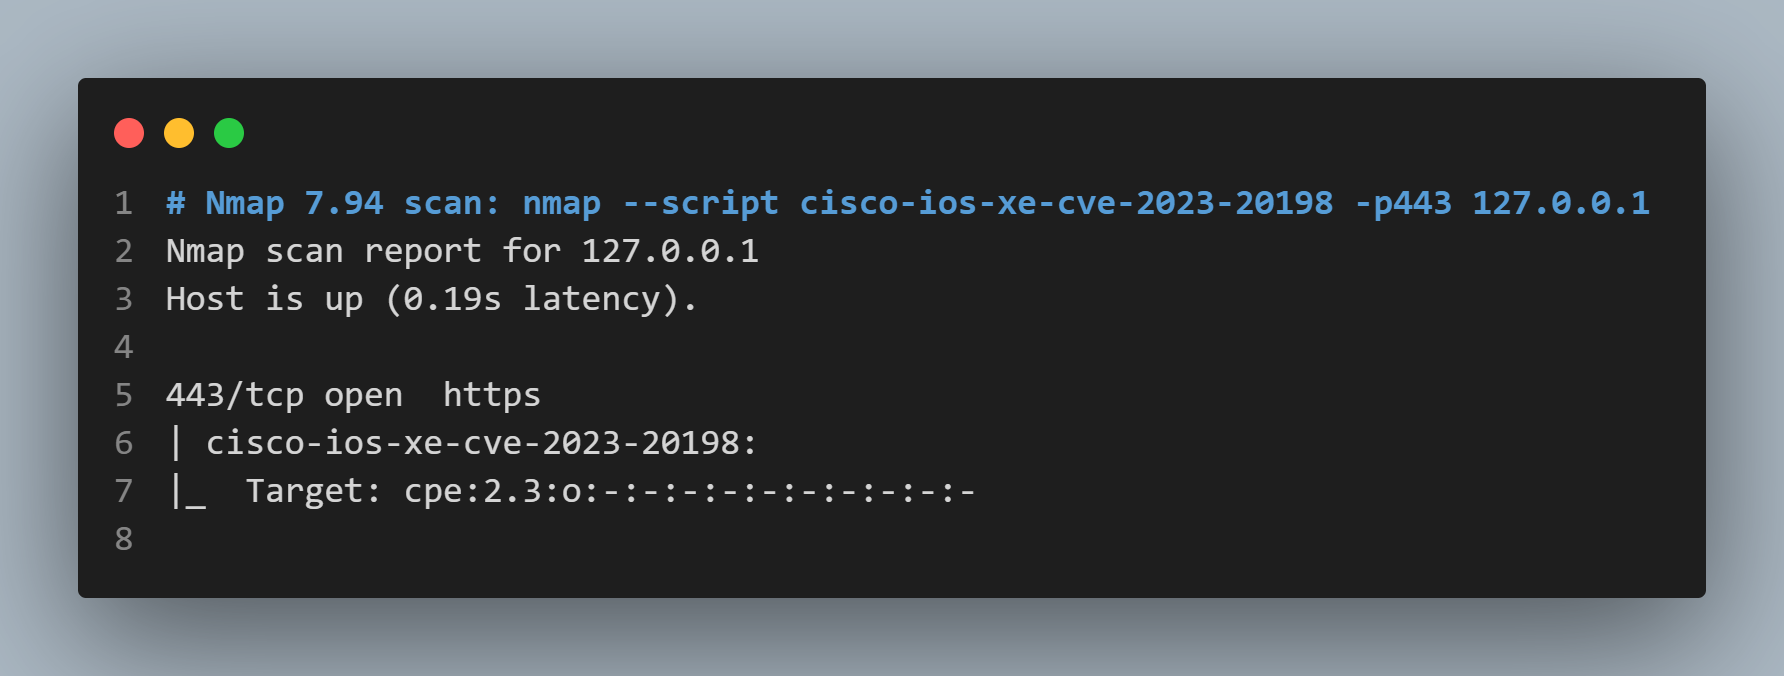 1 # Nmap 7.94 scan: nmap --script cisco-ios-xe-cve-2023-20198 -p443 127.0.0.1
2 Nmap scan report for 127.0.0.1
3 Host is up (0.19s latency).
4
5 443/tcp open  https
6 | cisco-ios-xe-cve-2023-20198:
7 |_  Target: cpe:2.3:o:-:-:-:-:-:-:-:-:-:-
8